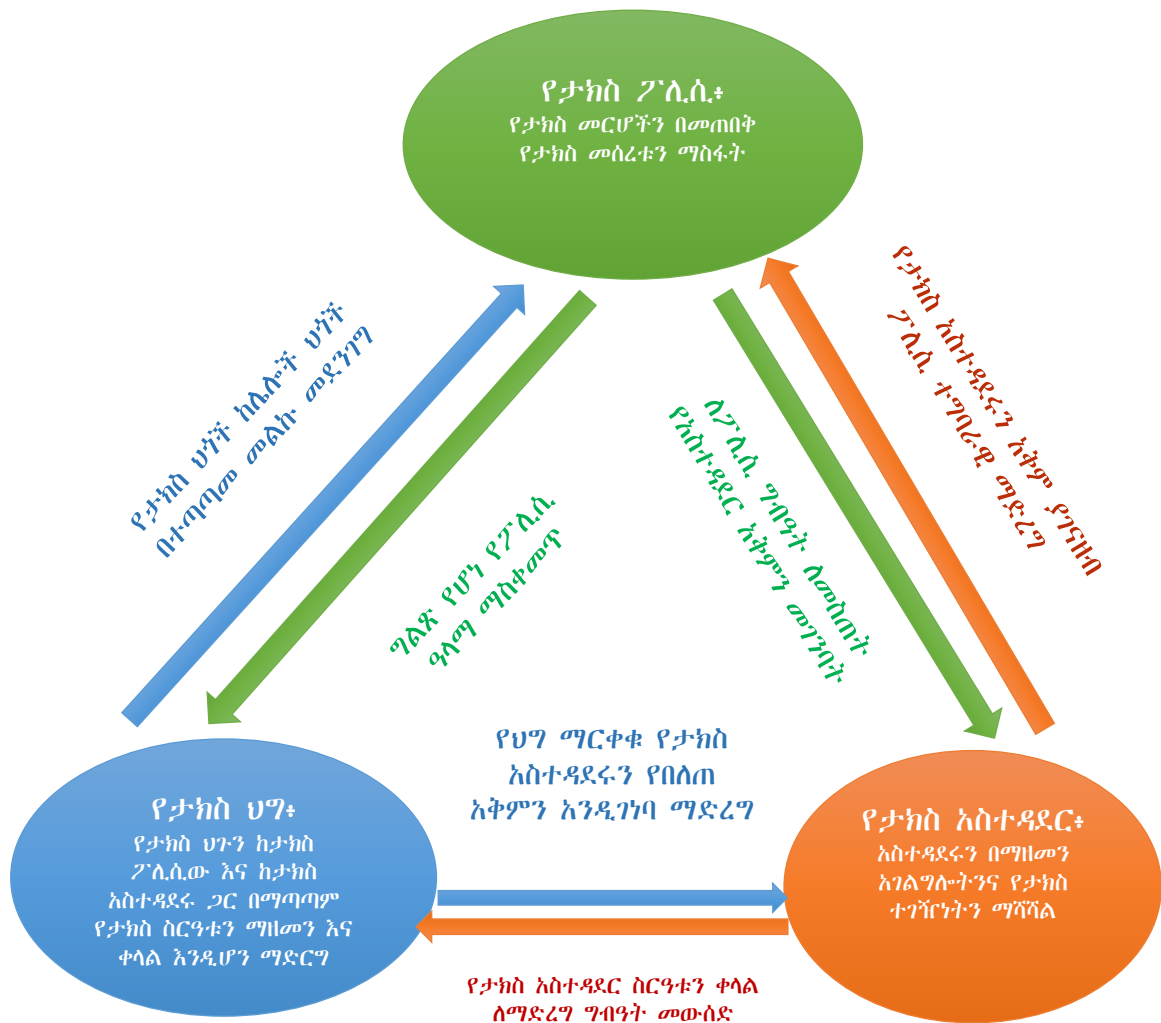 የታክስ ፖሊሲ፥
የታክስ መርሆችን በመጠበቅ
የታክስ መሰረቱን ማስፋት
የታክስ ህጎች ከሌሎች ህጎች
በተጣጣመ መልኩ መደንገግ
ግልጽ የሆነ የፖሊሲ
ዓላማ ማስቀመጥ
ለፖሊሲ ግብዓት ለመስጠት
የአስተዳደር አቅምን መገንባት
የታክስ አስተዳደሩን አቅም ያገናዘበ
ፖሊሲ ተግባራዊ ማድረግ
የህግ ማርቀቁ የታክስ
አስተዳደሩን የበለጠ
አቅምን እንዲገነባ ማድረግ
የታክስ ህግ፥
የታክስ ህጉን ከታክስ
ፖሊሲው እና ከታክስ
አስተዳደሩ ጋር በማጣጣም
የታክስ ስርዓቱን ማዘመን እና
ቀላል እንዲሆን ማድርግ
የታክስ አስተዳደር፥
አስተዳደሩን በማዘመን
አገልግሎትንና የታክስ
ተገዥነትን ማሻሻል
የታክስ አስተዳደር ስርዓቱን ቀላል
ለማድረግ ግብዓት መውሰድ